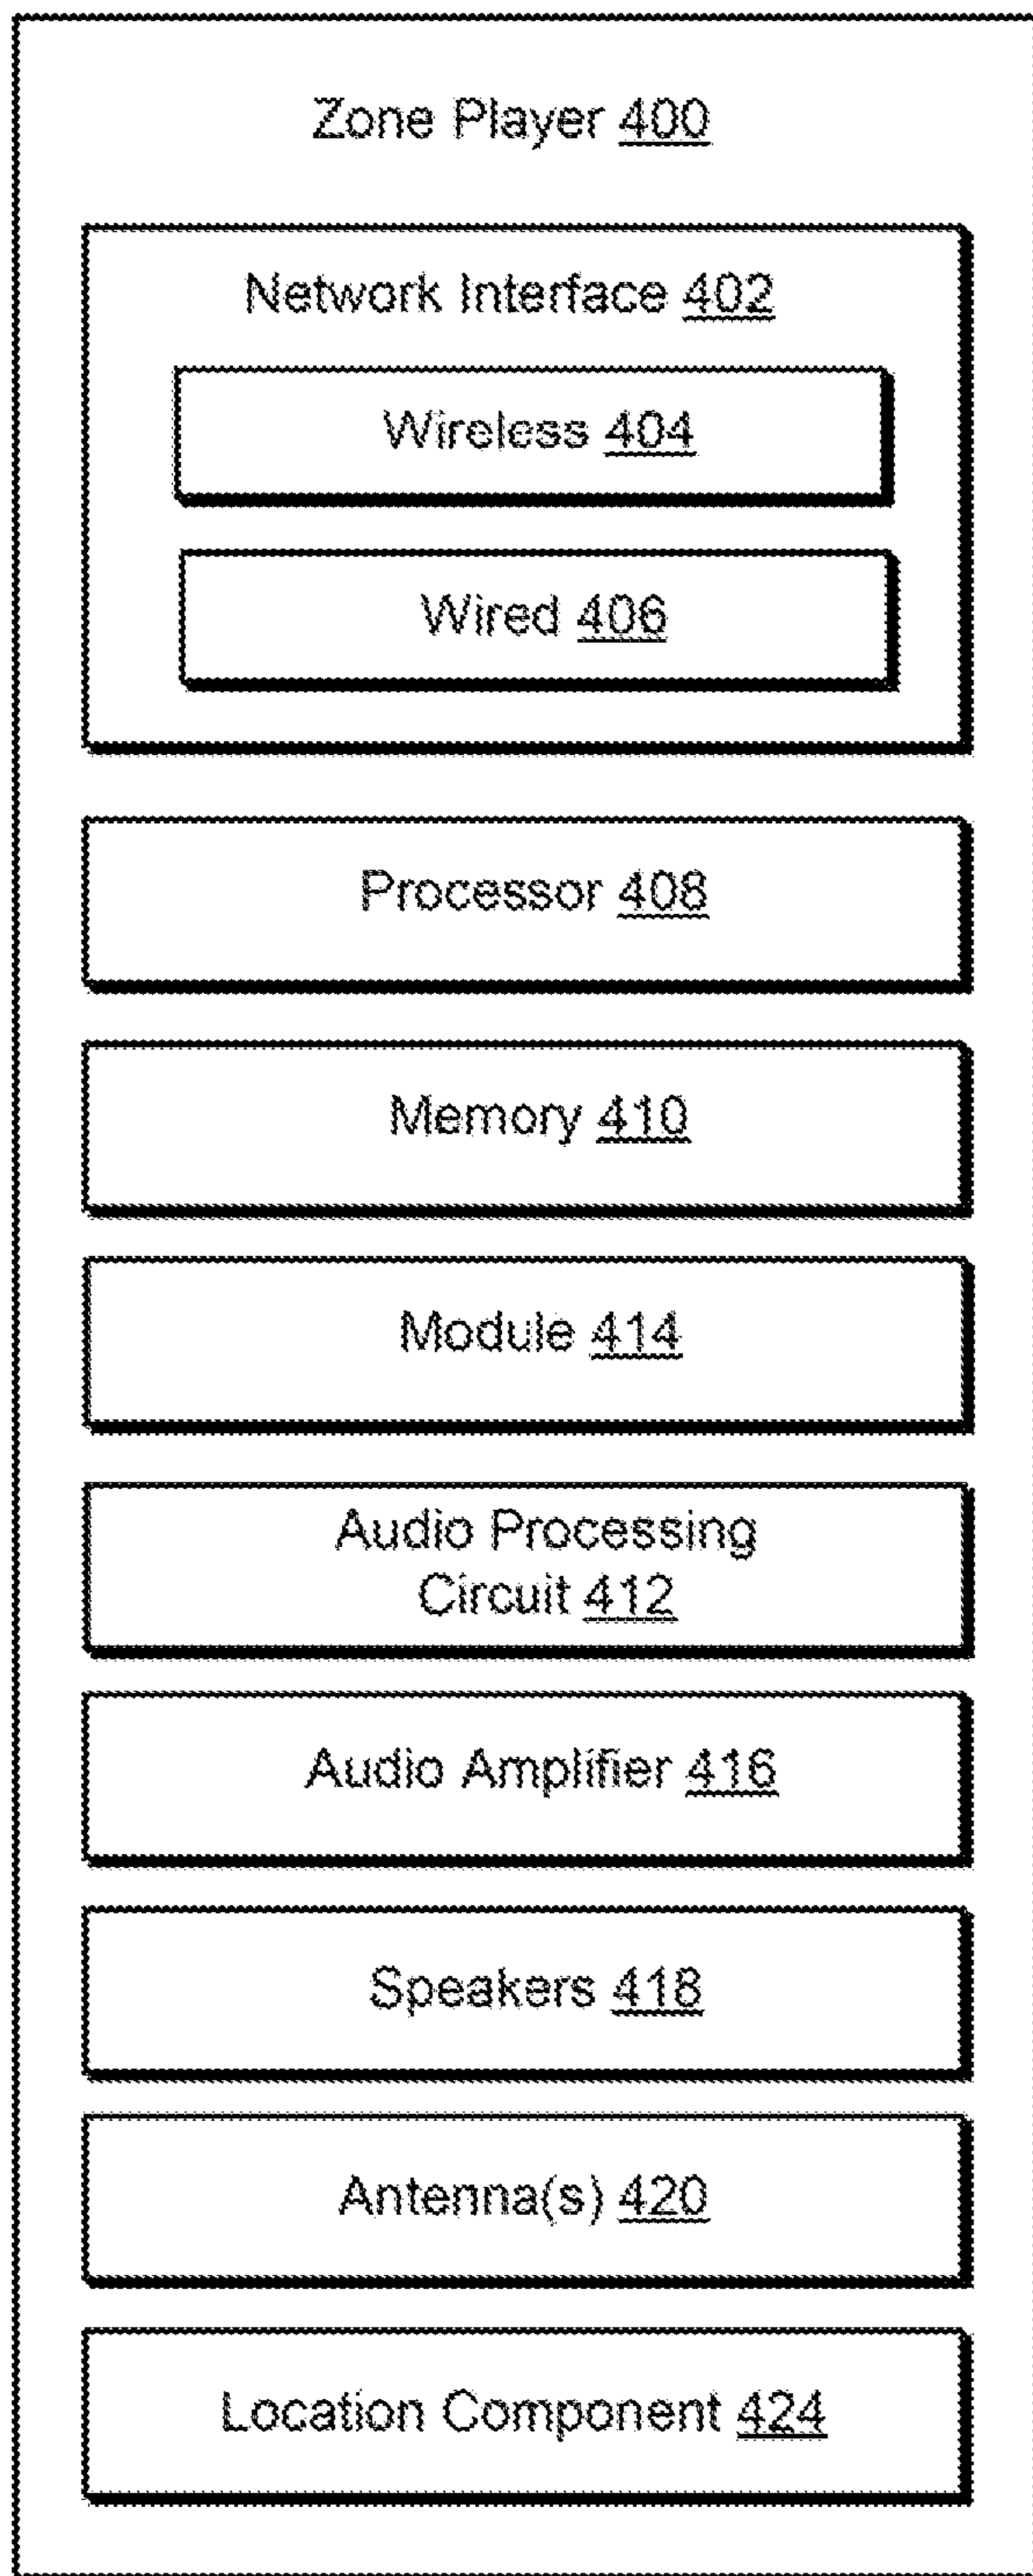 Zone Player 400
Network Interface 402
Wireless 404
Wired 406
Processor 408
Memory 410
Module 414
Audio Processing
Circuit 412
Audio Amplifier 416
Speakers 418
Antenna(s) 420
Location Component 424